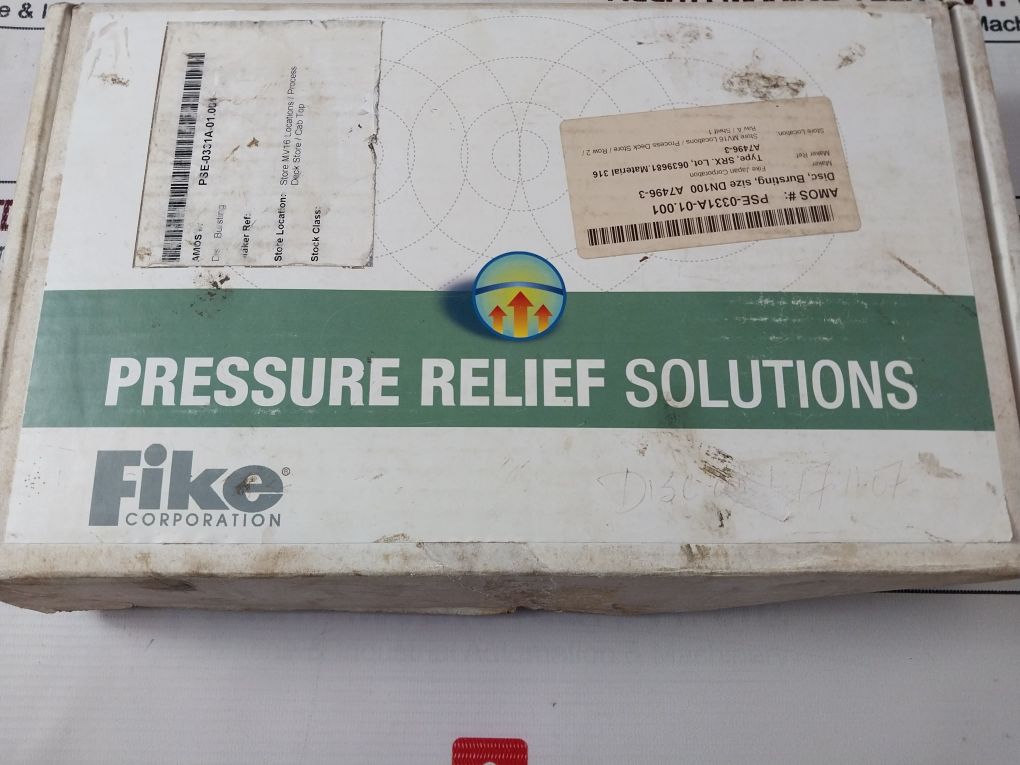 e &
Mach
PSE-0331A-01.001
AMOS
Bursting
Maker Ref:
Store Location: Store MV16 Locations / Process
Deck Store / Cab Top
Stock Class:
AMOS #: PSE-0331A-01.001
Disc, Bursting, size DN100 A7496-3
Maker Fike Japan Corporation
Maker Ref Type, SRX, Lot, 0639681.Material 316
A7496-3
Store Location: Store MV16 Locations / Process Deck Store / Row 2 /
Raw A / Shelf 1
PRESSURE RELIEF SOLUTIONS
Fike®
CORPORATION